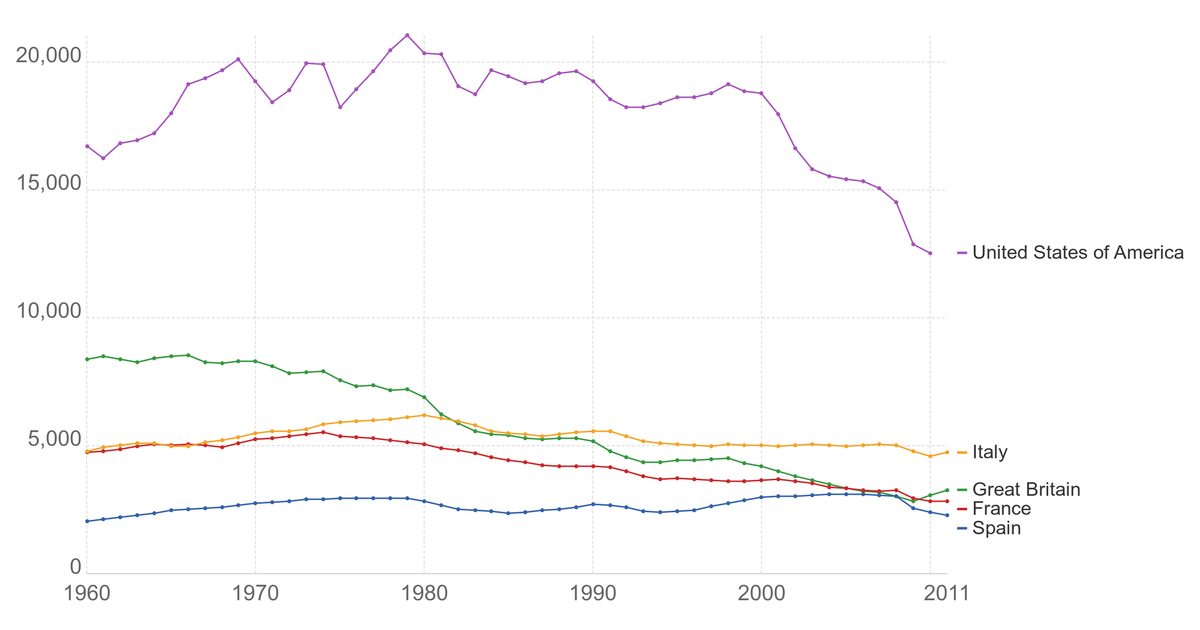 20,000
15,000
10,000
5,000
0
1960 1970 1980 1990 2000 2011
United States of America
Italy
Great Britain
France
Spain